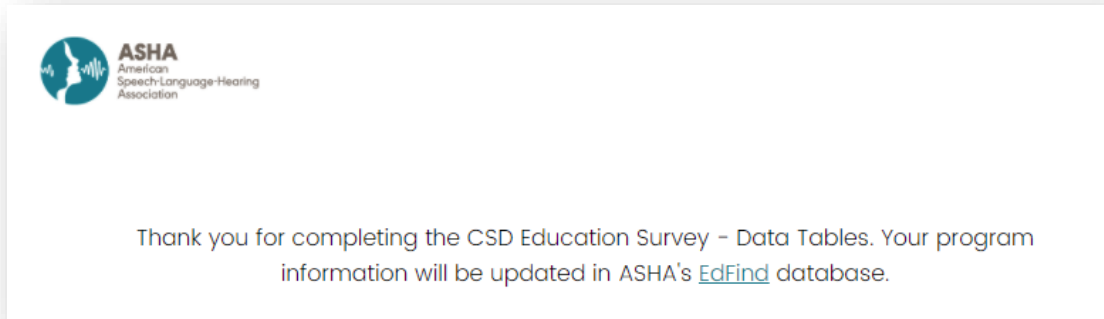 ASHA
American
Speech-Language-Hearing
Association
Thank you for completing the CSD Education Survey - Data Tables. Your program
information will be updated in ASHA's EdFind database.